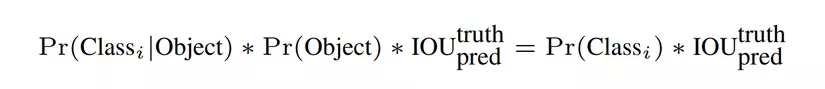 Pr(Class_i|Object) ∗ Pr(Object) ∗ IOU^truth_pred = Pr(Class_i) ∗ IOU^truth_pred